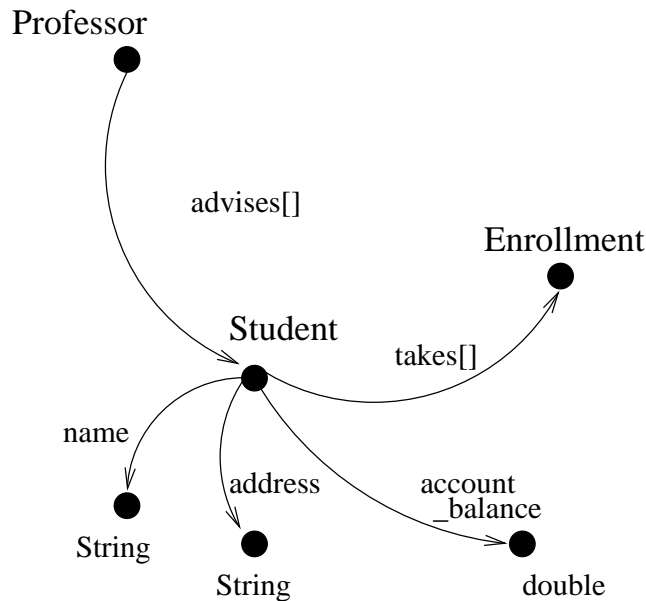 Professor
advises[]
Enrollment
Student
takes[]
name
address
account
_balance
String
String
double